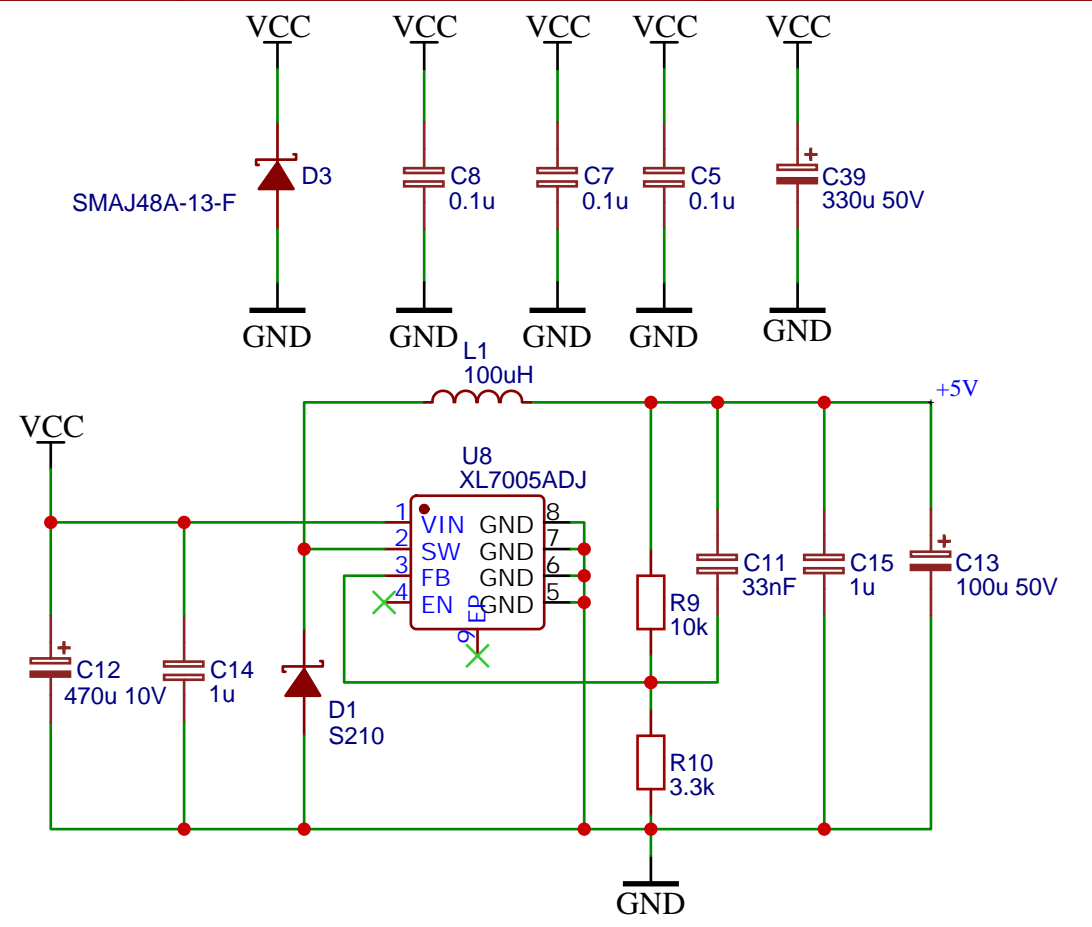 VCC
VCC
VCC
VCC
VCC
D3
SMAJ48A-13-F
C8
0.1u
C7
0.1u
C5
0.1u
C39
330u 50V
GND
GND
GND
GND
GND
L1
100uH
+5V
VCC
U8
XL7005ADJ
1
VIN
GND
8
2
SW
GND
7
3
FB
GND
6
4
EN
GND
5
EP
9
C12
470u 10V
C14
1u
D1
S210
R9
10k
C11
33nF
C15
1u
C13
100u 50V
R10
3.3k
GND